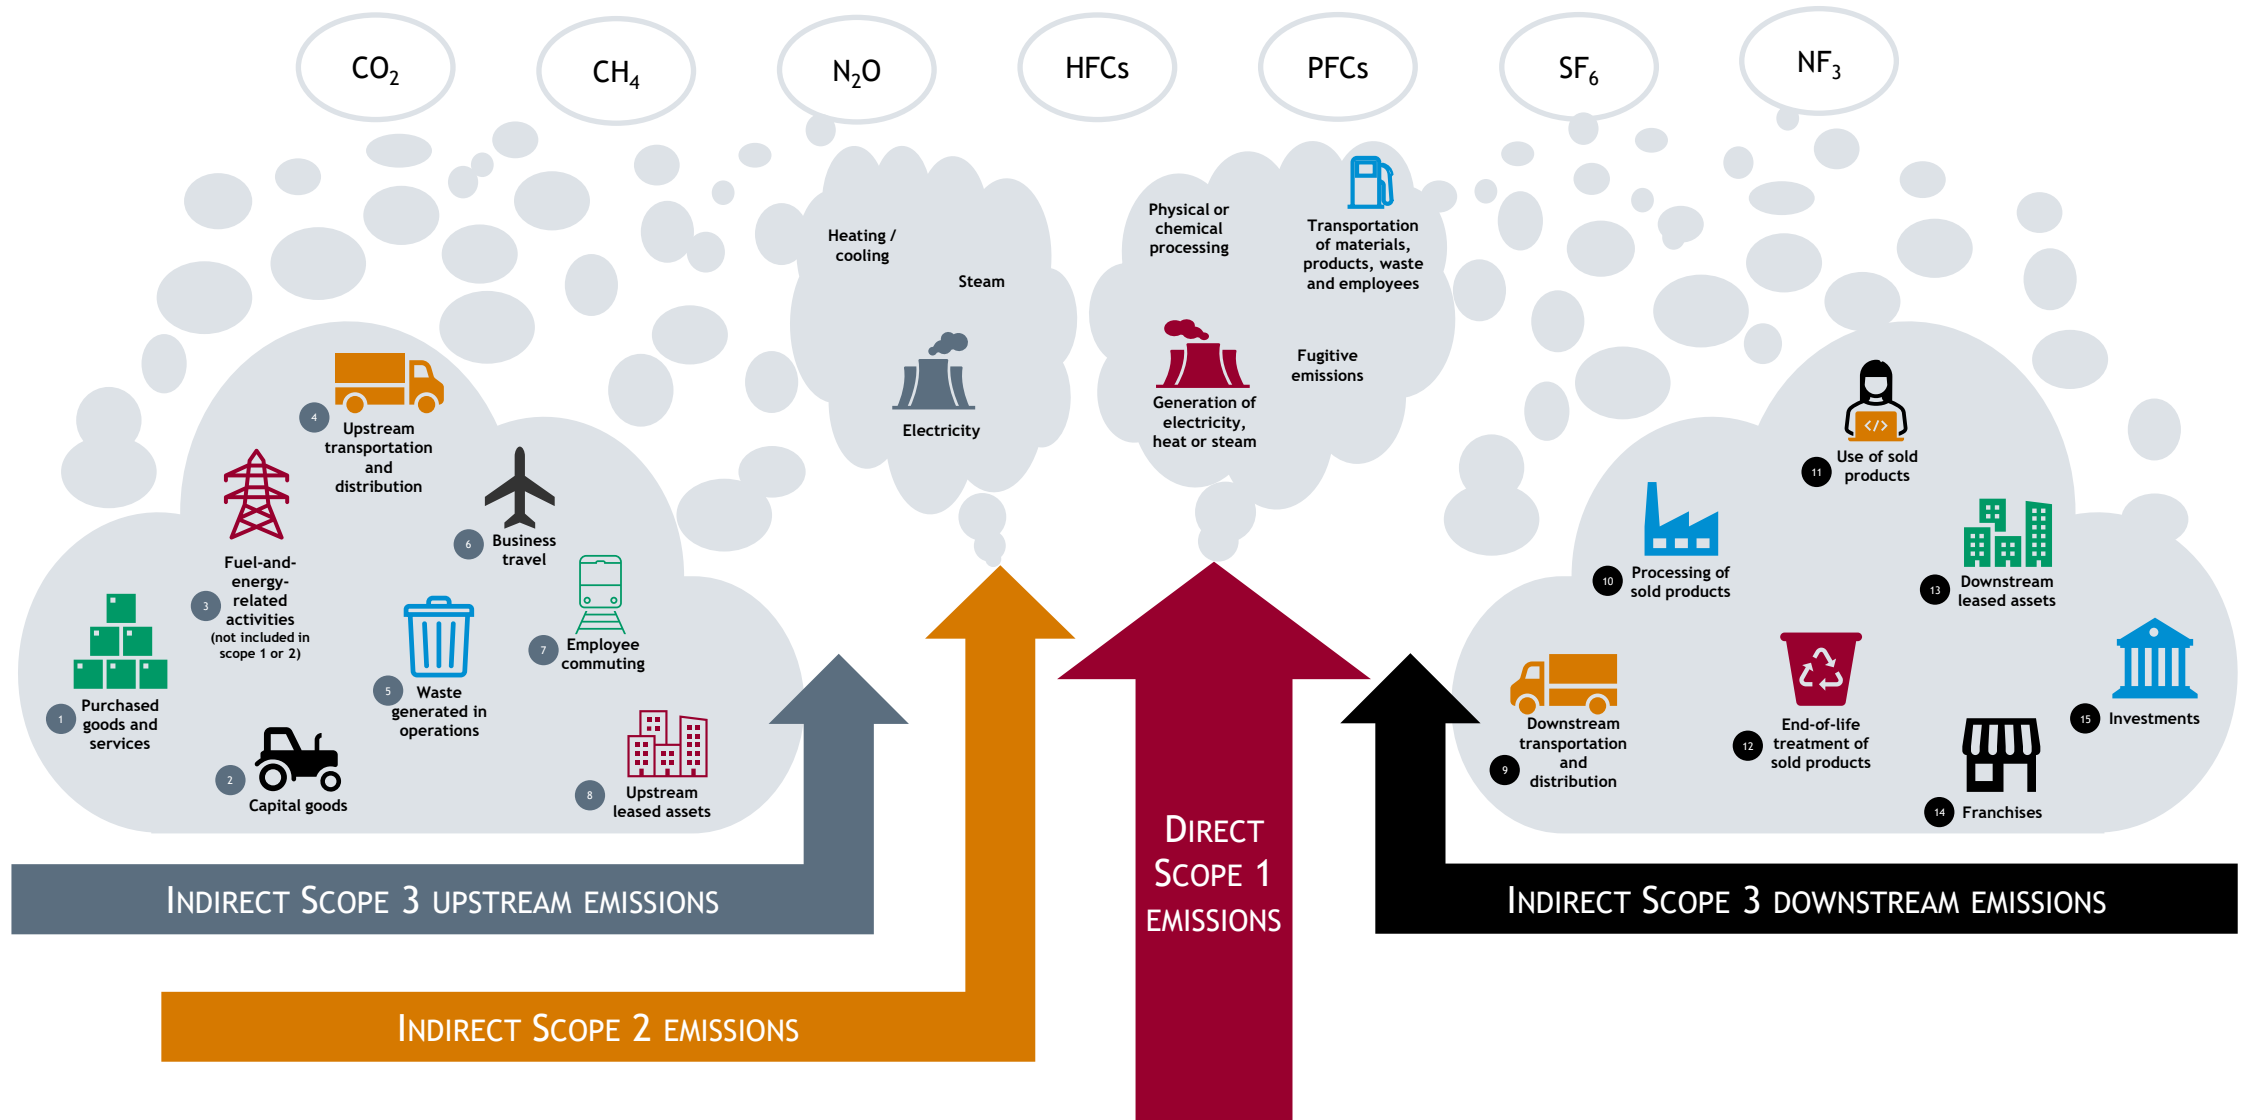 CO₂
CH₄
N₂O
HFCs
PFCs
SF₆
NF₃
4
Upstream
transportation
and
distribution
3
Fuel-and-
energy-
related
activities
(not included in
scope 1 or 2)
6
Business
travel
1
Purchased
goods and
services
5
Waste
generated in
operations
7
Employee
commuting
2
Capital goods
8
Upstream
leased assets
Heating /
cooling
Steam
Electricity
Physical or
chemical
processing
Transportation
of materials,
products, waste
and employees
Generation of
electricity,
heat or steam
Fugitive
emissions
11
Use of sold
products
10
Processing of
sold products
13
Downstream
leased assets
9
Downstream
transportation
and
distribution
12
End-of-life
treatment of
sold products
15
Investments
14
Franchises
INDIRECT SCOPE 3 UPSTREAM EMISSIONS
INDIRECT SCOPE 2 EMISSIONS
DIRECT
SCOPE 1
EMISSIONS
INDIRECT SCOPE 3 DOWNSTREAM EMISSIONS